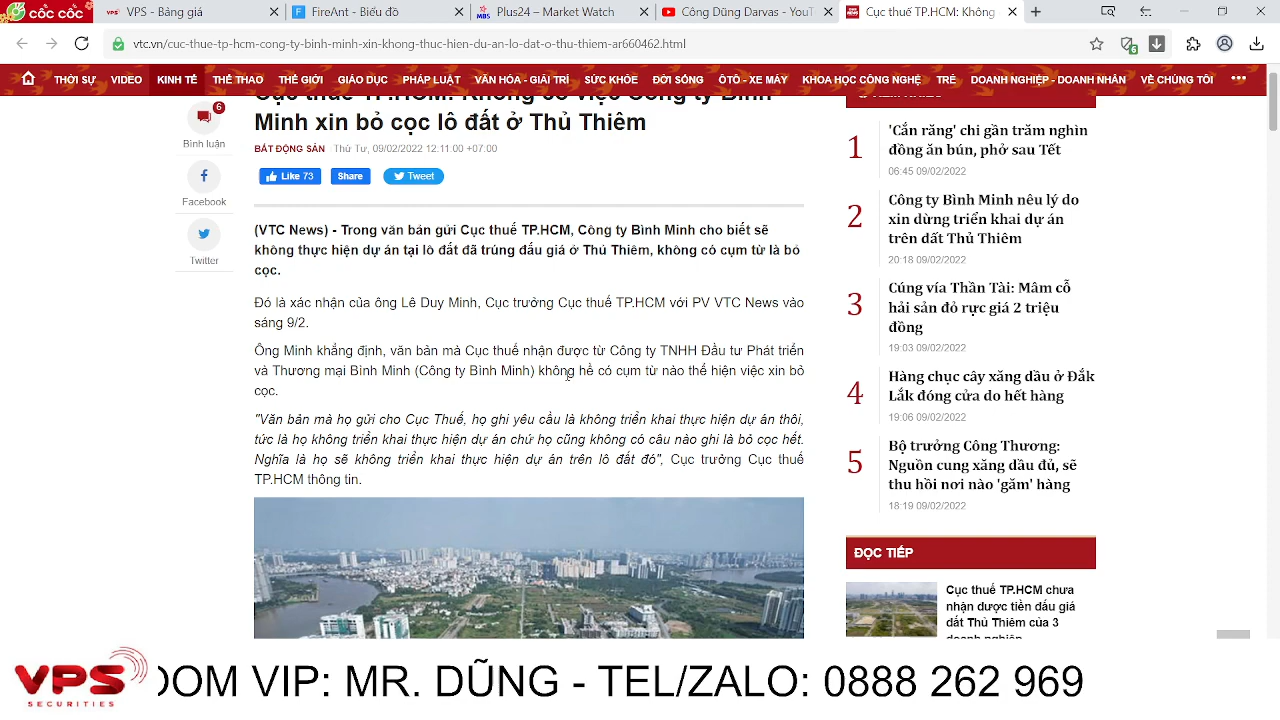 cốc cốc
VPS - Bảng giá
FireAnt - Biểu đồ
MBS Plus24 – Market Watch
Công Dũng Lê - YouT
VTC NEWS Cục thuế TP.HCM: Không
vtc.vn/cuc-thue-tp-hcm-cong-ty-binh-minh-xin-khng-thuc-hien-du-an-lo-dat-o-thu-thiem-ar660462.html
6
THỜI SỰ VIDEO KINH TẾ THỂ THAO THẾ GIỚI GIÁO DỤC PHÁP LUẬT VĂN HÓA - GIẢI TRÍ SỨC KHỎE ĐỜI SỐNG ÔTÔ - XE MÁY KHOA HỌC CÔNG NGHỆ TRẺ DOANH NGHIỆP - DOANH NHÂN VỀ CHÚNG TÔI
Cục thuế TP.HCM: Không có việc Công ty Bình
Minh xin bỏ cọc lô đất ở Thủ Thiêm
BẤT ĐỘNG SẢN Thứ Tư, 09/02/2022 12:11:00 +07:00
Like 73 Share Tweet
6
Bình luận
Facebook
Twitter
(VTC News) - Trong văn bản gửi Cục thuế TP.HCM, Công ty Bình Minh cho biết sẽ
không thực hiện dự án tại lô đất đã trúng đấu giá ở Thủ Thiêm, không có cụm từ là bỏ
cọc.
Đó là xác nhận của ông Lê Duy Minh, Cục trưởng Cục thuế TP.HCM với PV VTC News vào
sáng 9/2.
Ông Minh khẳng định, văn bản mà Cục thuế nhận được từ Công ty TNHH Đầu tư Phát triển
và Thương mại Bình Minh (Công ty Bình Minh) không hề có cụm từ nào thể hiện việc xin bỏ
cọc.
"Văn bản mà họ gửi cho Cục Thuế, họ ghi yêu cầu là không triển khai thực hiện dự án thôi,
tức là họ không triển khai thực hiện dự án chứ họ cũng không có câu nào ghi là bỏ cọc hết.
Nghĩa là họ sẽ không triển khai thực hiện dự án trên lô đất đó", Cục trưởng Cục thuế
TP.HCM thông tin.
1
'Cắn răng' chi gần trăm nghìn
đồng ăn bún, phở sau Tết
06:45 09/02/2022
2
Công ty Bình Minh nêu lý do
xin dừng triển khai dự án
trên đất Thủ Thiêm
20:18 09/02/2022
3
Cúng vía Thần Tài: Mâm cỗ
hải sản đỏ rực giá 2 triệu
đồng
19:03 09/02/2022
4
Hàng chục cây xăng dầu ở Đắk
Lắk đóng cửa do hết hàng
19:06 09/02/2022
5
Bộ trưởng Công Thương:
Nguồn cung xăng dầu đủ, sẽ
thu hồi nơi nào 'găm' hàng
18:19 09/02/2022
ĐỌC TIẾP
Cục thuế TP.HCM chưa
nhận được tiền đấu giá
đất Thủ Thiêm của 3
doanh nghiệp
VPS
SECURITIES
OOM VIP: MR. DŨNG - TEL/ZALO: 0888 262 969